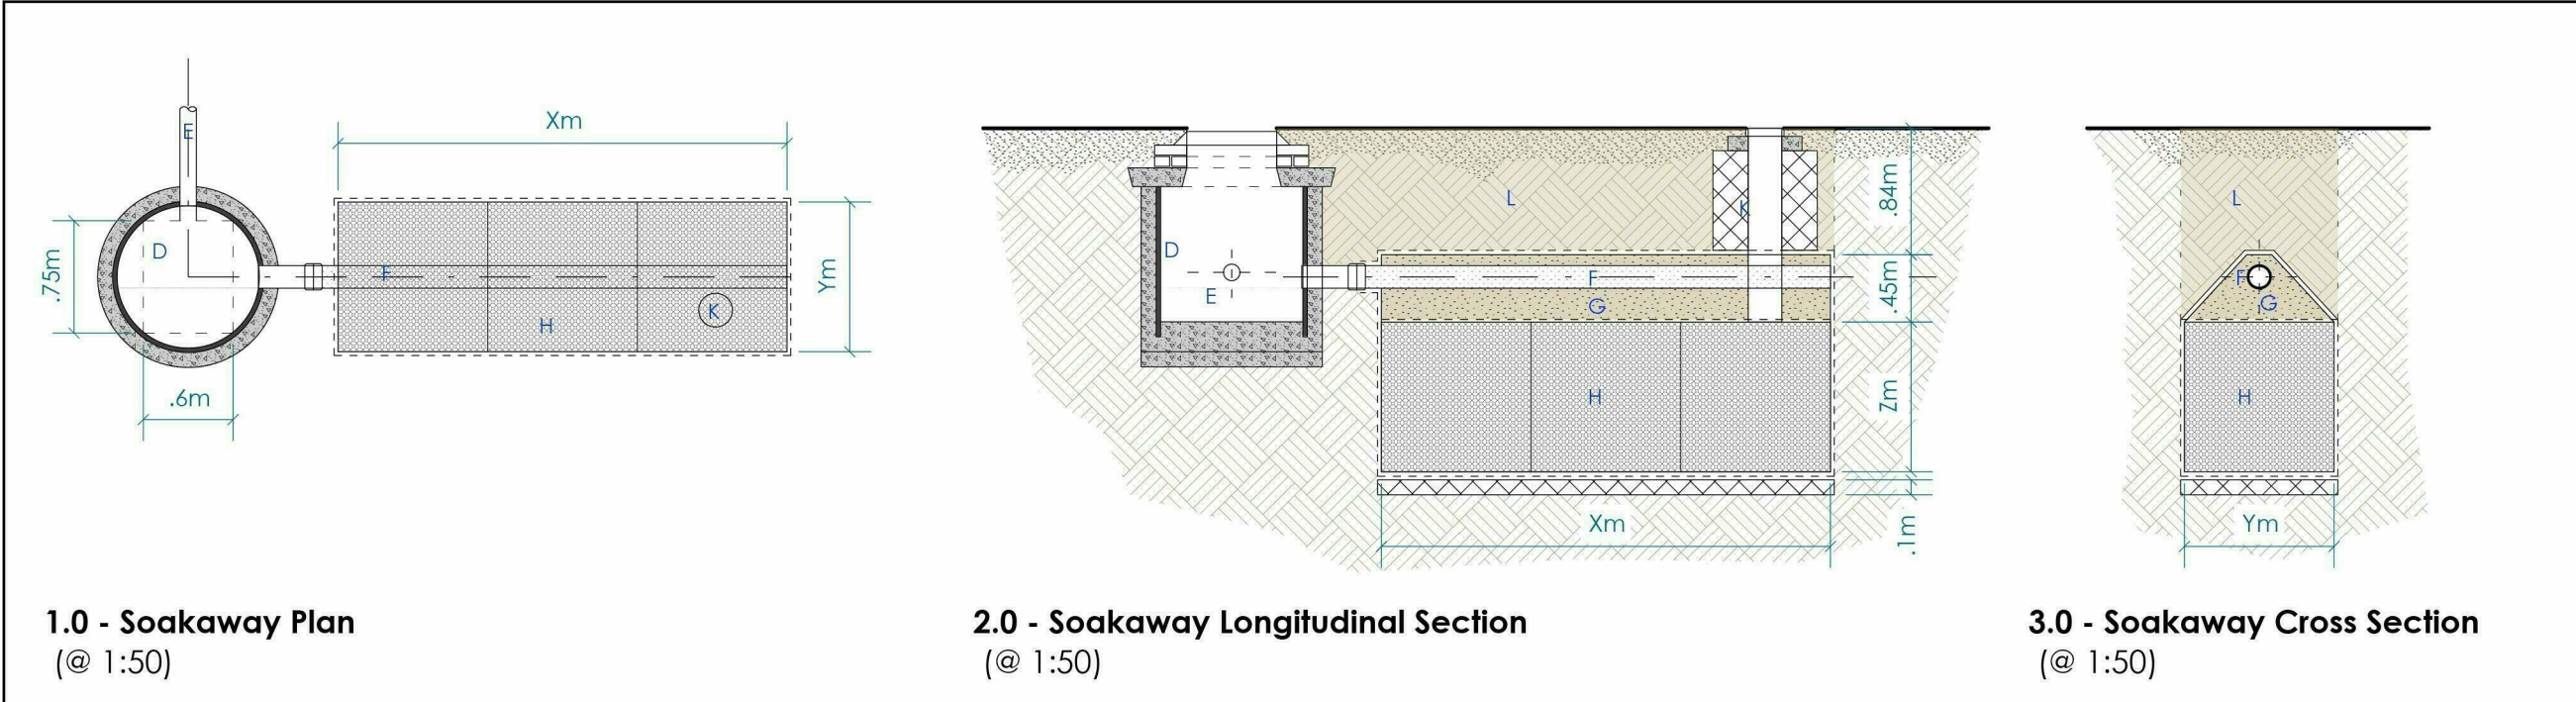 E
Xm
D
.75m
F
H
K
Ym
.6m
1.0 - Soakaway Plan
(@ 1:50)
L
K
.84m
D
E
F
G
.45m
H
Zm
Xm
.1m
2.0 - Soakaway Longitudinal Section
(@ 1:50)
L
F
G
H
Ym
3.0 - Soakaway Cross Section
(@ 1:50)